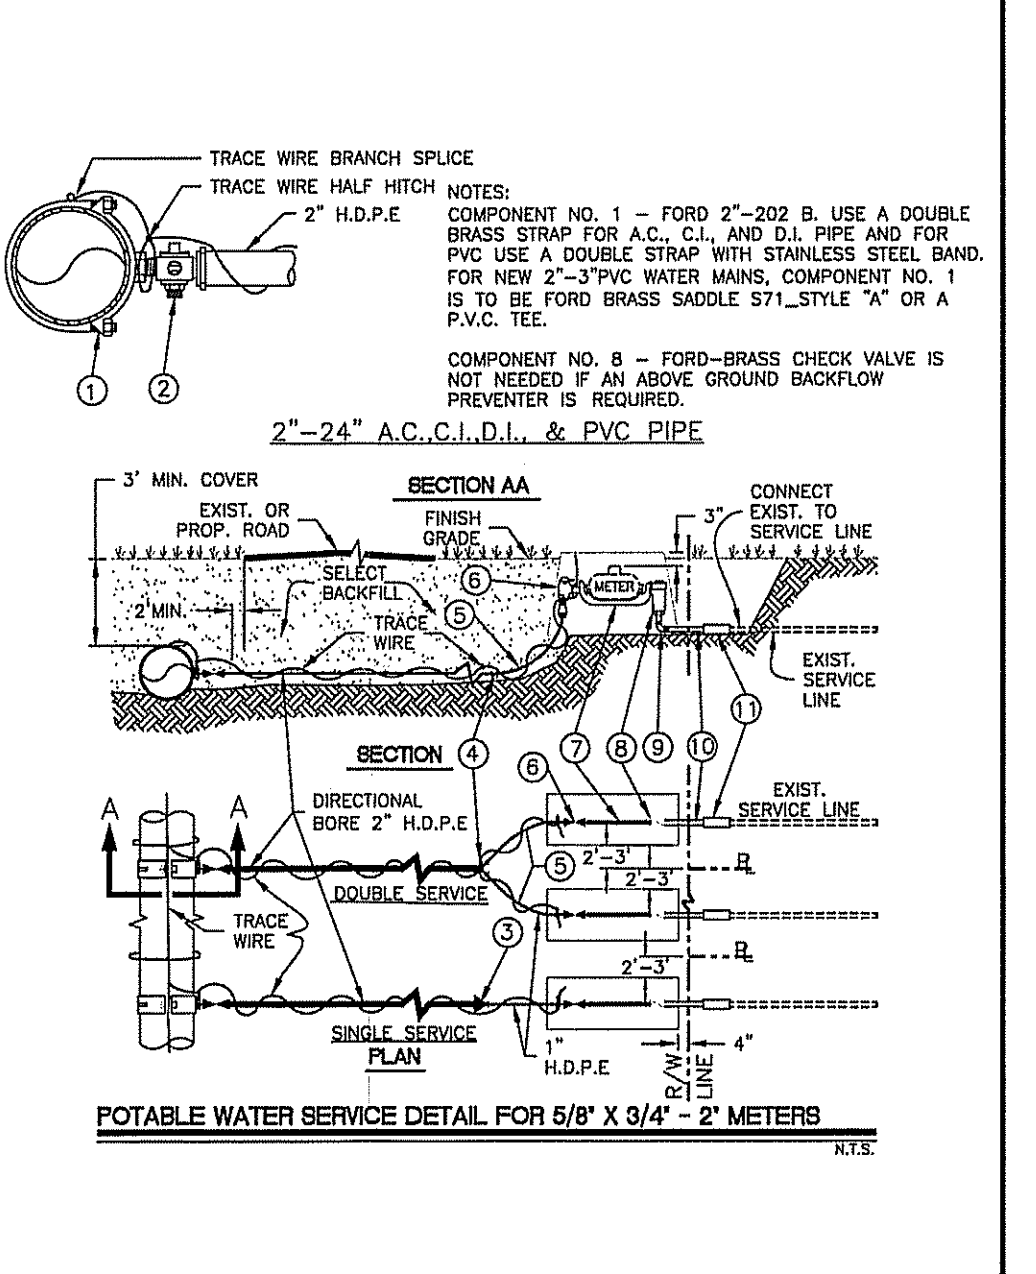 TRACE WIRE BRANCH SPLICE
TRACE WIRE HALF HITCH
2" H.D.P.E
NOTES:
COMPONENT NO. 1 – FORD 2"–202 B. USE A DOUBLE
BRASS STRAP FOR A.C., C.I., AND D.I. PIPE AND FOR
PVC USE A DOUBLE STRAP WITH STAINLESS STEEL BAND.
FOR NEW 2"–3"PVC WATER MAINS, COMPONENT NO. 1
IS TO BE FORD BRASS SADDLE S71_STYLE "A" OR A
P.V.C. TEE.
COMPONENT NO. 8 – FORD–BRASS CHECK VALVE IS
NOT NEEDED IF AN ABOVE GROUND BACKFLOW
PREVENTER IS REQUIRED.
1
2
2"–24" A.C.,C.I.,D.I., & PVC PIPE
SECTION AA
3' MIN. COVER
EXIST. OR
PROP. ROAD
FINISH
GRADE
3"
CONNECT
EXIST. TO
SERVICE LINE
SELECT
BACKFILL
6
METER
2'MIN.
TRACE
WIRE
5
EXIST.
SERVICE
LINE
4
7
8
9
10
11
SECTION
A
A
DIRECTIONAL
BORE 2" H.D.P.E
6
7
8
EXIST.
SERVICE LINE
2'–3'
5
PL
DOUBLE SERVICE
2'–3'
TRACE
WIRE
3
PL
2'–3'
SINGLE SERVICE
PLAN
1"
H.D.P.E
4"
R/W
LINE
POTABLE WATER SERVICE DETAIL FOR 5/8" X 3/4" – 2" METERS
N.T.S.